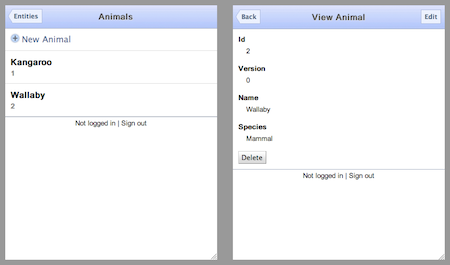 Entities
Animals
New Animal
Kangaroo
1
Wallaby
2
Not logged in | Sign out
Back
View Animal
Edit
Id
2
Version
0
Name
Wallaby
Species
Mammal
Delete
Not logged in | Sign out